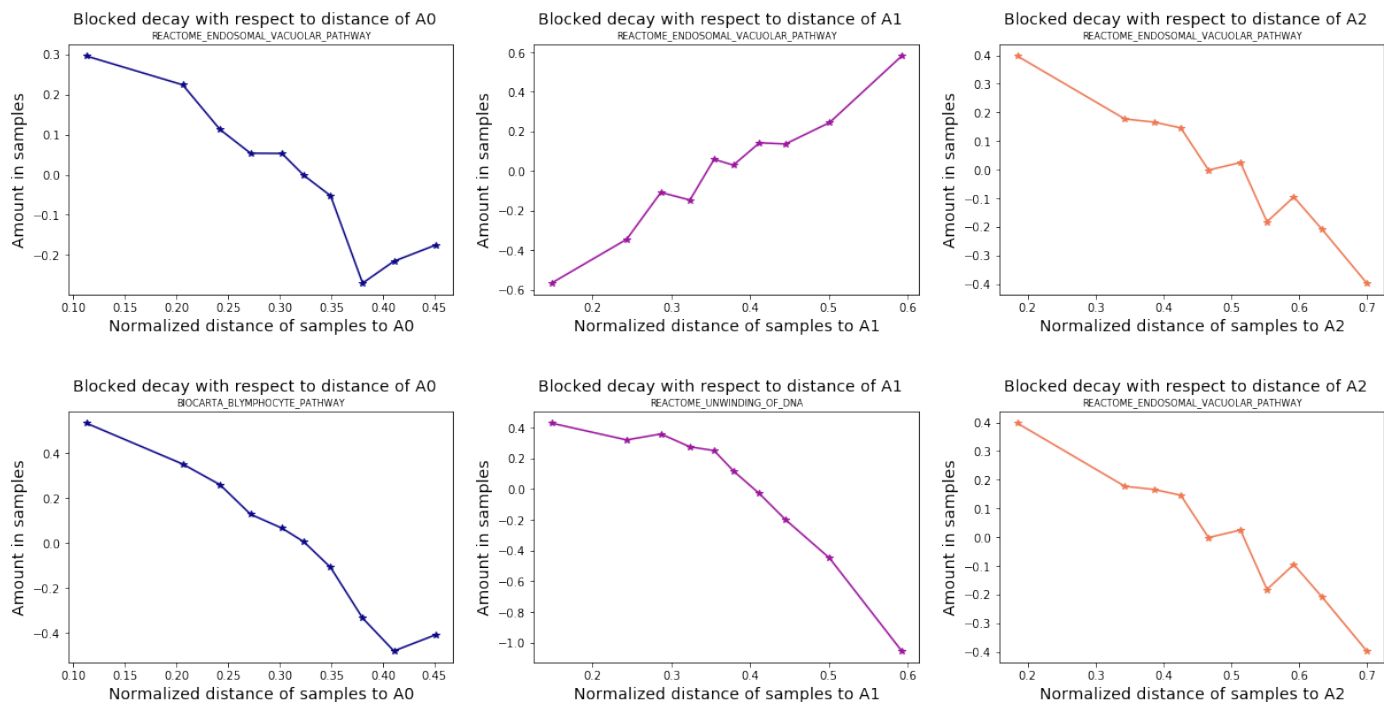 Blocked decay with respect to distance of A0
REACTOME_ENDOSOMAL_VACUOLAR_PATHWAY
Amount in samples
0.3
0.2
0.1
0.0
−0.1
−0.2
0.10 0.15 0.20 0.25 0.30 0.35 0.40 0.45
Normalized distance of samples to A0
Blocked decay with respect to distance of A1
REACTOME_ENDOSOMAL_VACUOLAR_PATHWAY
Amount in samples
0.6
0.4
0.2
0.0
−0.2
−0.4
−0.6
0.2 0.3 0.4 0.5 0.6
Normalized distance of samples to A1
Blocked decay with respect to distance of A2
REACTOME_ENDOSOMAL_VACUOLAR_PATHWAY
Amount in samples
0.4
0.3
0.2
0.1
0.0
−0.1
−0.2
−0.3
−0.4
0.2 0.3 0.4 0.5 0.6 0.7
Normalized distance of samples to A2
Blocked decay with respect to distance of A0
BIOCARTA_BLYMPHOCYTE_PATHWAY
Amount in samples
0.4
0.2
0.0
−0.2
−0.4
0.10 0.15 0.20 0.25 0.30 0.35 0.40 0.45
Normalized distance of samples to A0
Blocked decay with respect to distance of A1
REACTOME_UNWINDING_OF_DNA
Amount in samples
0.4
0.2
0.0
−0.2
−0.4
−0.6
−0.8
−1.0
0.2 0.3 0.4 0.5 0.6
Normalized distance of samples to A1
Blocked decay with respect to distance of A2
REACTOME_ENDOSOMAL_VACUOLAR_PATHWAY
Amount in samples
0.4
0.3
0.2
0.1
0.0
−0.1
−0.2
−0.3
−0.4
0.2 0.3 0.4 0.5 0.6 0.7
Normalized distance of samples to A2